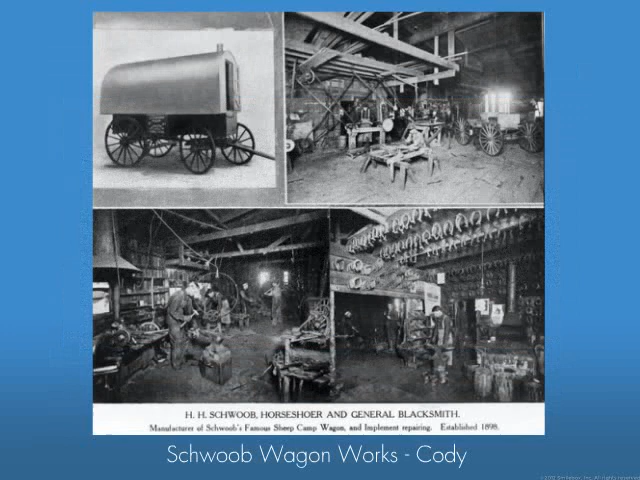 H. H. SCHWOOB, HORSESHOER AND GENERAL BLACKSMITH.
Manufacturer of Schwoob's Famous Sheep Camp Wagon, and Implement repairing. Established 1898.
Schwoob Wagon Works - Cody